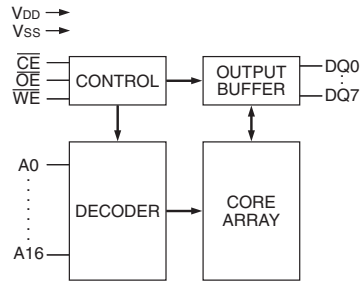 VDD
VSS
CE
OE
WE
CONTROL
OUTPUT
BUFFER
DQ0
DQ7
A0
A16
DECODER
CORE
ARRAY